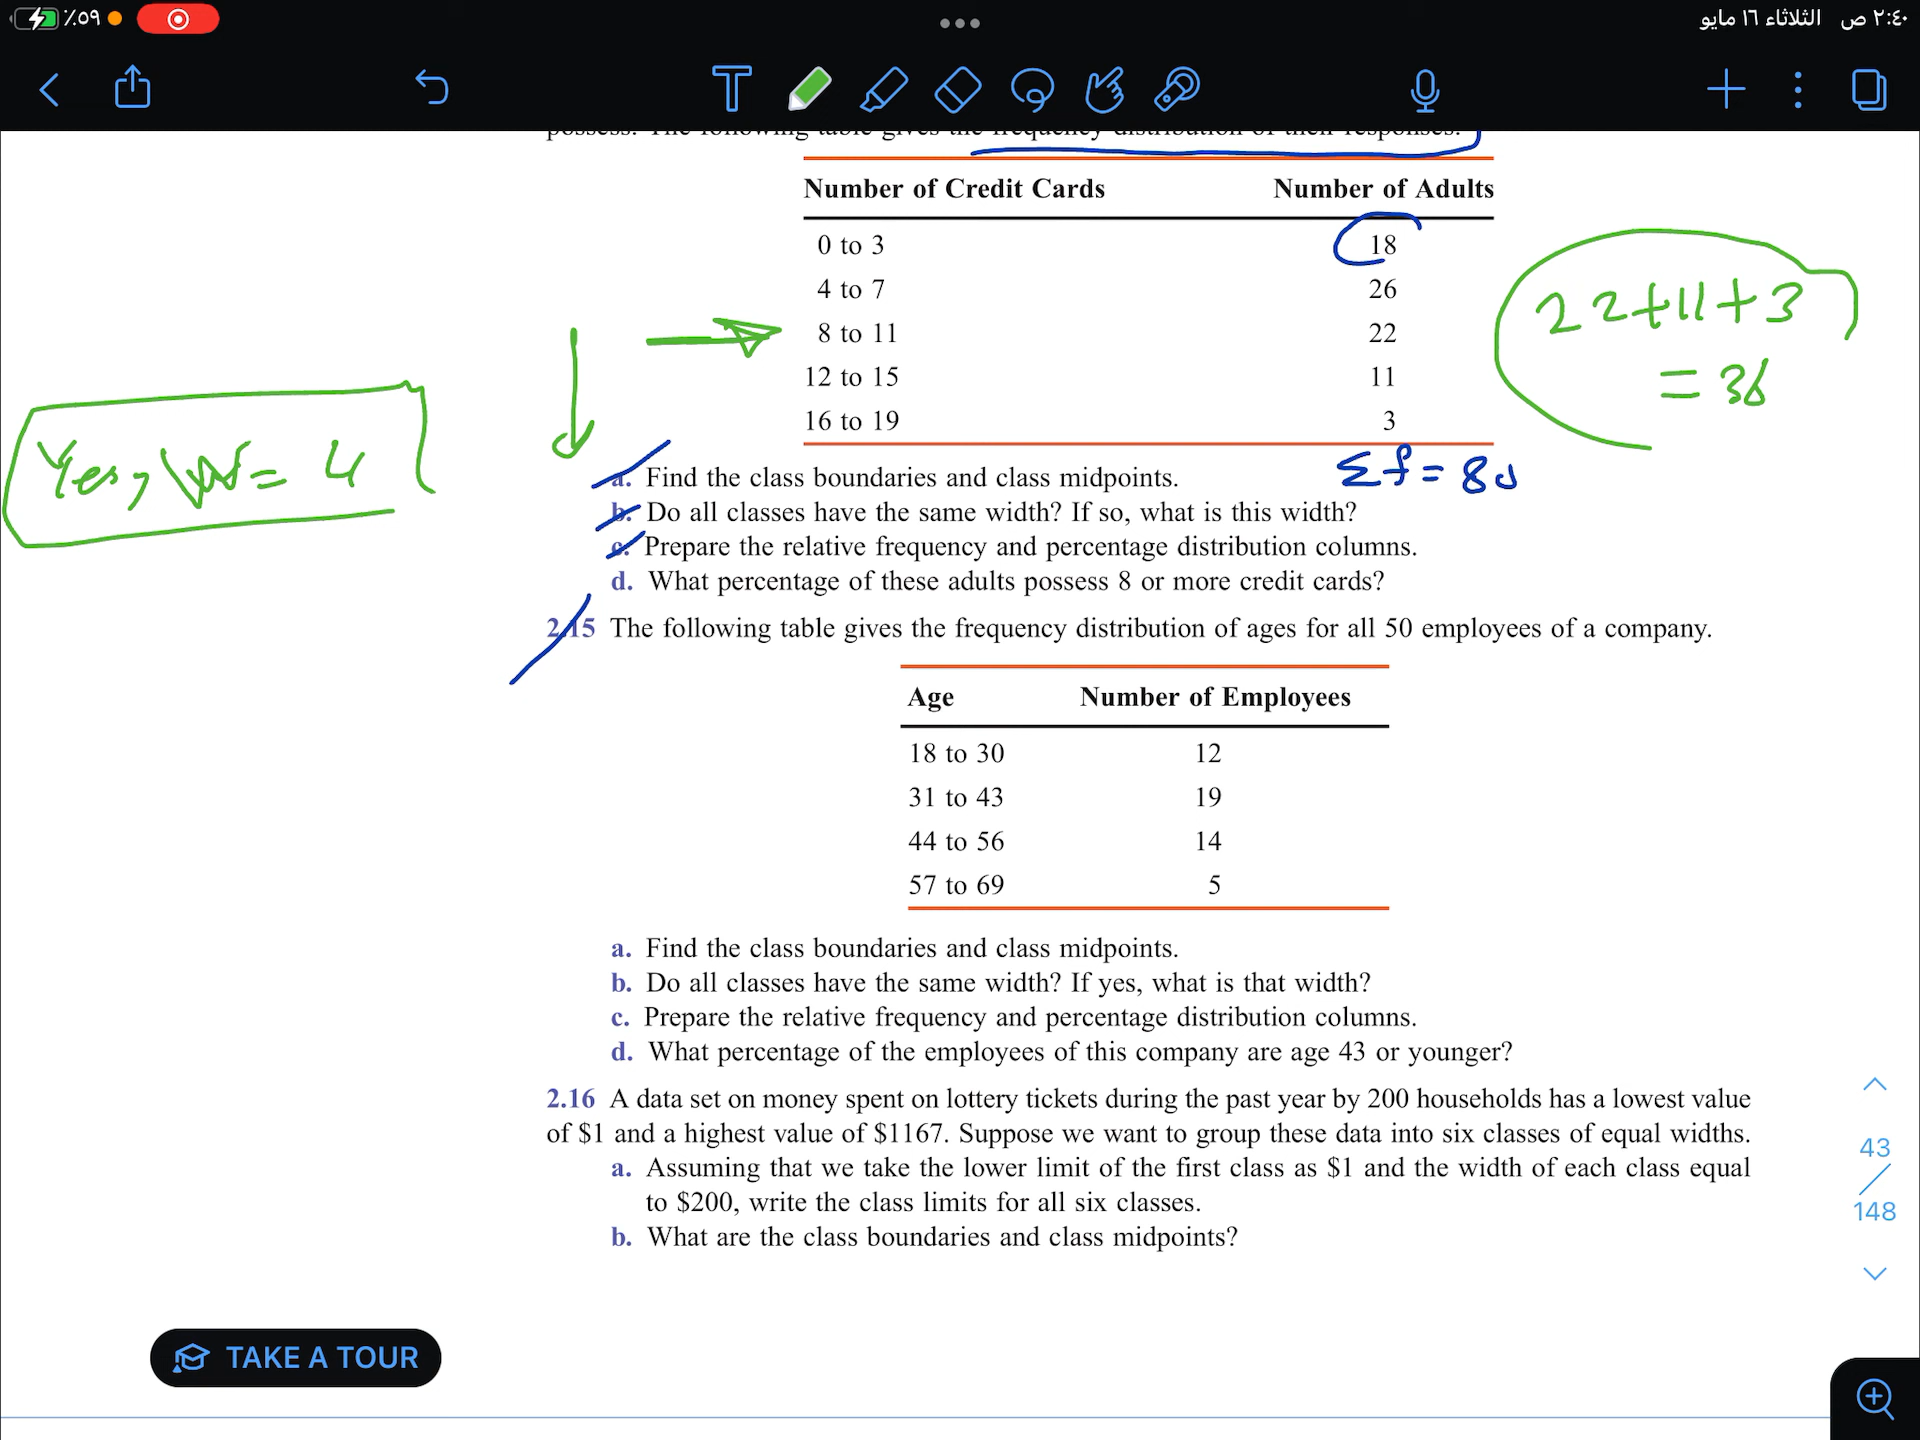 ٪٥٩
٢:٤٠ ص الثلاثاء ١٦ مايو
possess. The following table gives the frequency distribution of their responses.
Number of Credit Cards Number of Adults
0 to 3 18
4 to 7 26
8 to 11 22
12 to 15 11
16 to 19 3
22+11+3
= 36
Yes, W = 4
Σf = 80
a. Find the class boundaries and class midpoints.
b. Do all classes have the same width? If so, what is this width?
c. Prepare the relative frequency and percentage distribution columns.
d. What percentage of these adults possess 8 or more credit cards?
2.15 The following table gives the frequency distribution of ages for all 50 employees of a company.
Age Number of Employees
18 to 30 12
31 to 43 19
44 to 56 14
57 to 69 5
a. Find the class boundaries and class midpoints.
b. Do all classes have the same width? If yes, what is that width?
c. Prepare the relative frequency and percentage distribution columns.
d. What percentage of the employees of this company are age 43 or younger?
2.16 A data set on money spent on lottery tickets during the past year by 200 households has a lowest value
of $1 and a highest value of $1167. Suppose we want to group these data into six classes of equal widths.
a. Assuming that we take the lower limit of the first class as $1 and the width of each class equal
to $200, write the class limits for all six classes.
b. What are the class boundaries and class midpoints?
43
148
TAKE A TOUR